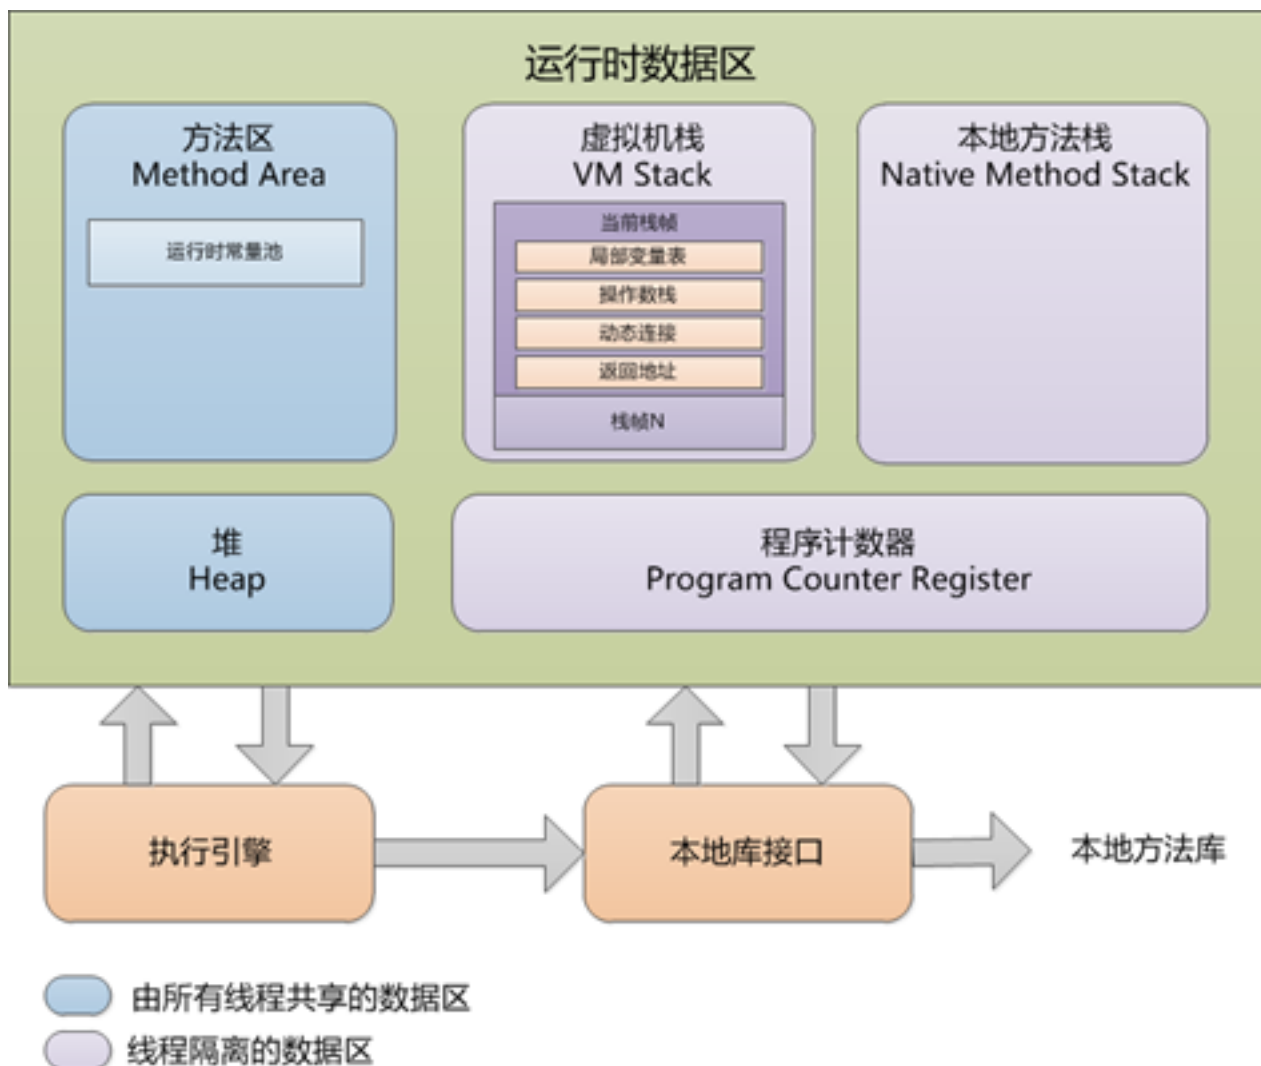 运行时数据区
方法区
Method Area
运行时常量池
虚拟机栈
VM Stack
当前栈帧
局部变量表
操作数栈
动态连接
返回地址
栈帧N
本地方法栈
Native Method Stack
堆
Heap
程序计数器
Program Counter Register
执行引擎
本地库接口
本地方法库
由所有线程共享的数据区
线程隔离的数据区